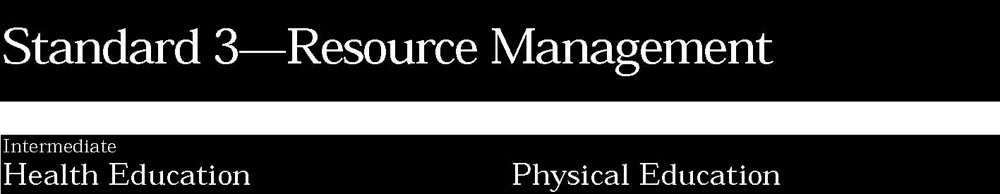 Standard 3—Resource Management
Intermediate
Health Education Physical Education